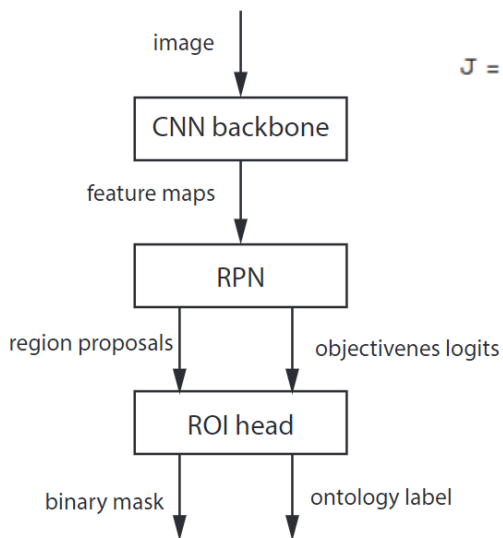 image
J =
CNN backbone
feature maps
RPN
region proposals
objectivenes logits
ROI head
binary mask
ontology label